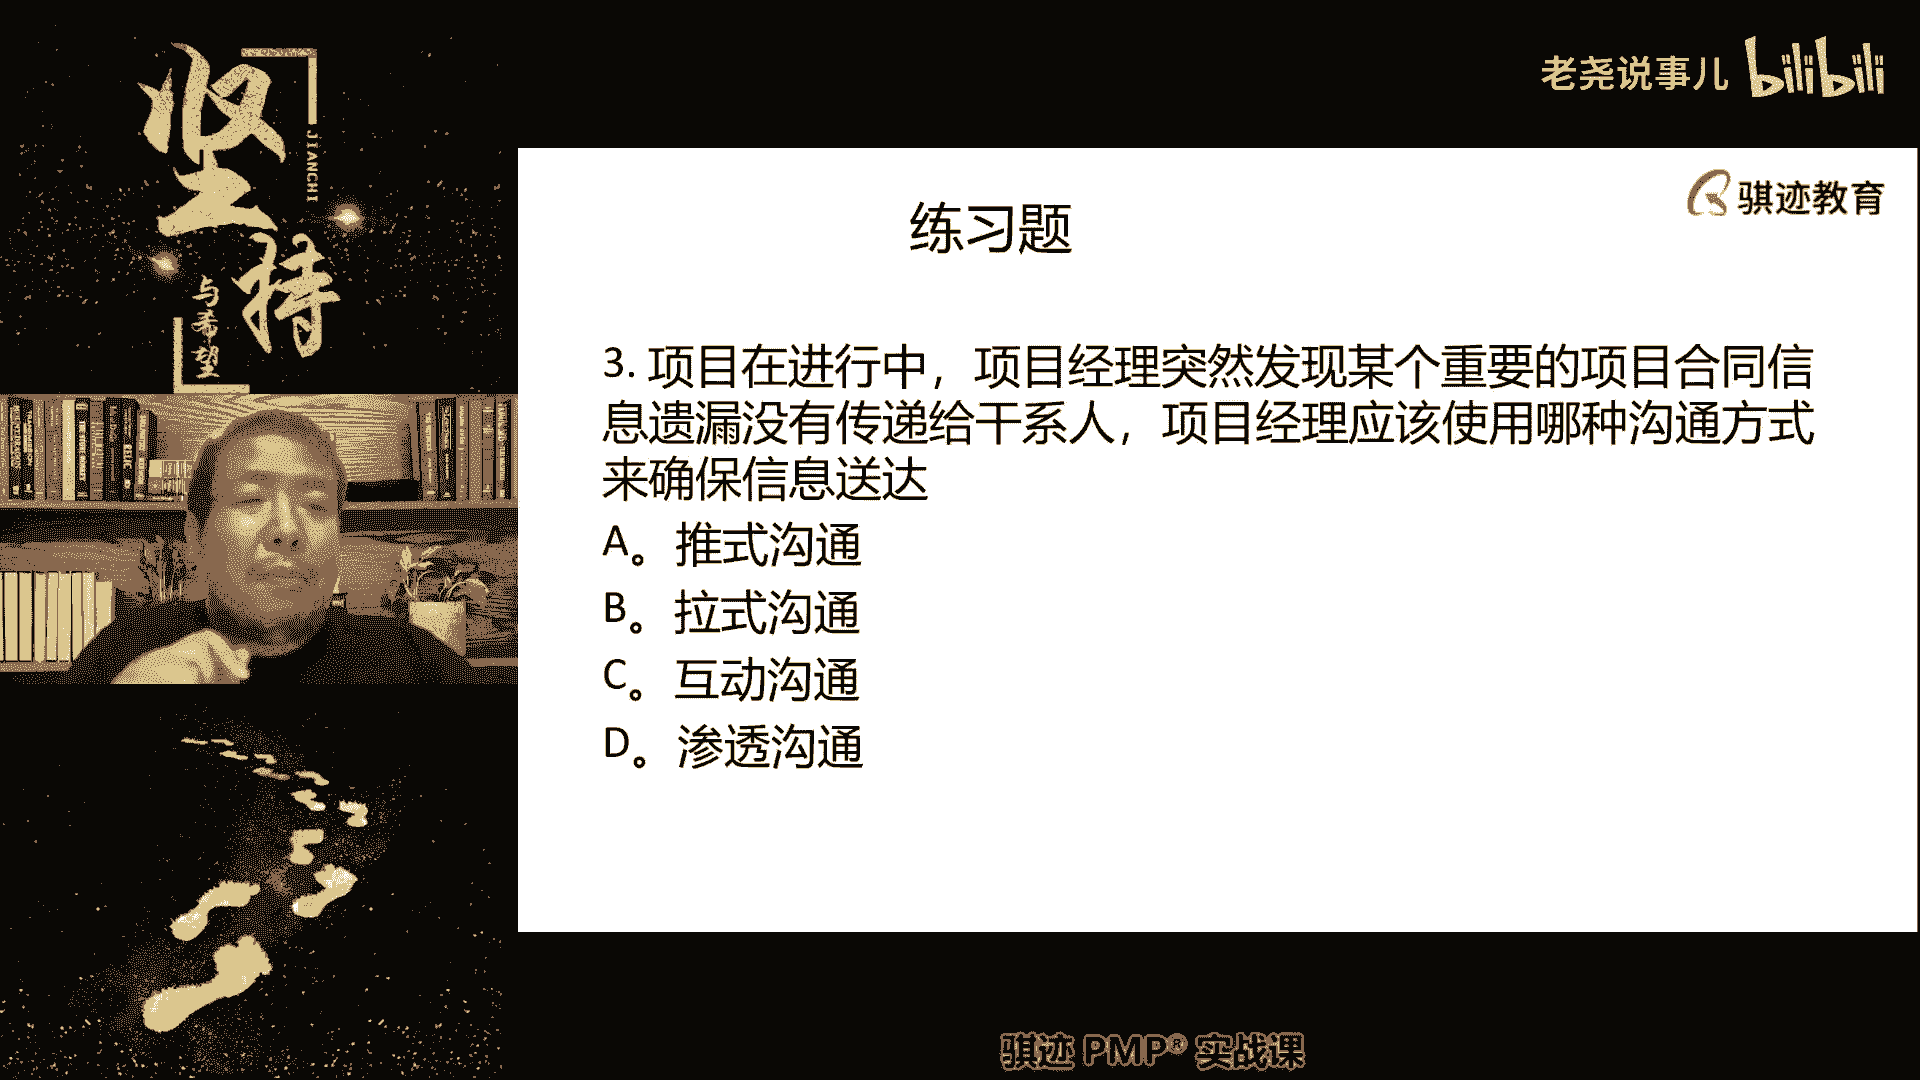 坚持
JIANCHI
与希望
老尧说事儿 bilibili
骐迹教育
练习题
3. 项目在进行中，项目经理突然发现某个重要的项目合同信
息遗漏没有传递给干系人，项目经理应该使用哪种沟通方式
来确保信息送达
A。推式沟通
B。拉式沟通
C。互动沟通
D。渗透沟通
骐迹 PMP® 实战课